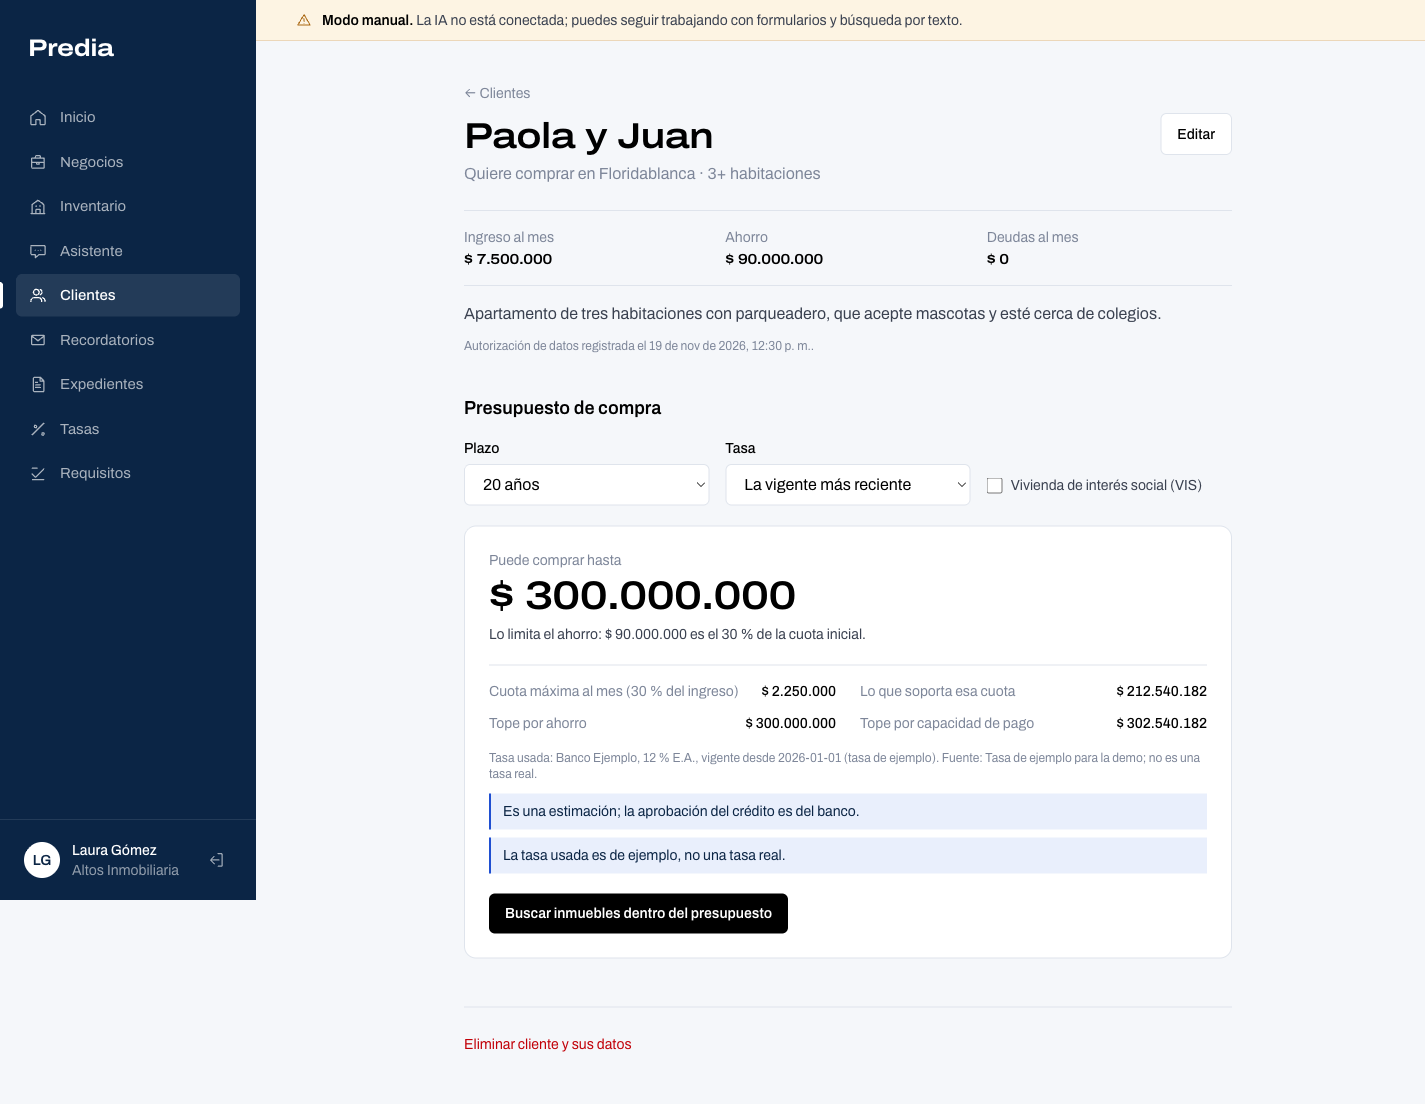 Predia
Inicio
Negocios
Inventario
Asistente
Clientes
Recordatorios
Expedientes
Tasas
Requisitos
LG
Laura Gómez
Altos Inmobiliaria
Modo manual. La IA no está conectada; puedes seguir trabajando con formularios y búsqueda por texto.
← Clientes
Paola y Juan
Editar
Quiere comprar en Floridablanca · 3+ habitaciones
Ingreso al mes
$ 7.500.000
Ahorro
$ 90.000.000
Deudas al mes
$ 0
Apartamento de tres habitaciones con parqueadero, que acepte mascotas y esté cerca de colegios.
Autorización de datos registrada el 19 de nov de 2026, 12:30 p. m..
Presupuesto de compra
Plazo
20 años
Tasa
La vigente más reciente
Vivienda de interés social (VIS)
Puede comprar hasta
$ 300.000.000
Lo limita el ahorro: $ 90.000.000 es el 30 % de la cuota inicial.
Cuota máxima al mes (30 % del ingreso) $ 2.250.000
Lo que soporta esa cuota $ 212.540.182
Tope por ahorro $ 300.000.000
Tope por capacidad de pago $ 302.540.182
Tasa usada: Banco Ejemplo, 12 % E.A., vigente desde 2026-01-01 (tasa de ejemplo). Fuente: Tasa de ejemplo para la demo; no es una
tasa real.
Es una estimación; la aprobación del crédito es del banco.
La tasa usada es de ejemplo, no una tasa real.
Buscar inmuebles dentro del presupuesto
Eliminar cliente y sus datos